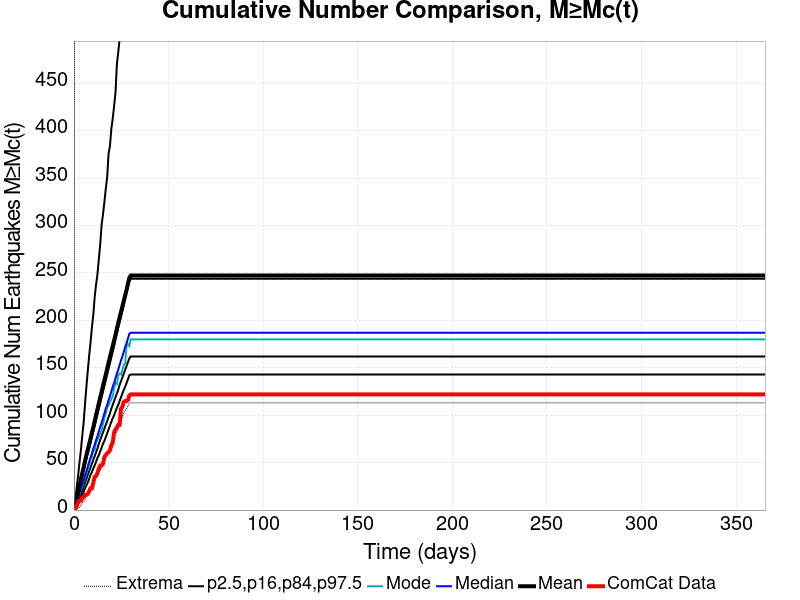 Cumulative Number Comparison, M≥Mc(t)
Cumulative Num Earthquakes M≥Mc(t)
450
400
350
300
250
200
150
100
50
0
0 50 100 150 200 250 300 350
Time (days)
Extrema p2.5,p16,p84,p97.5 Mode Median Mean ComCat Data